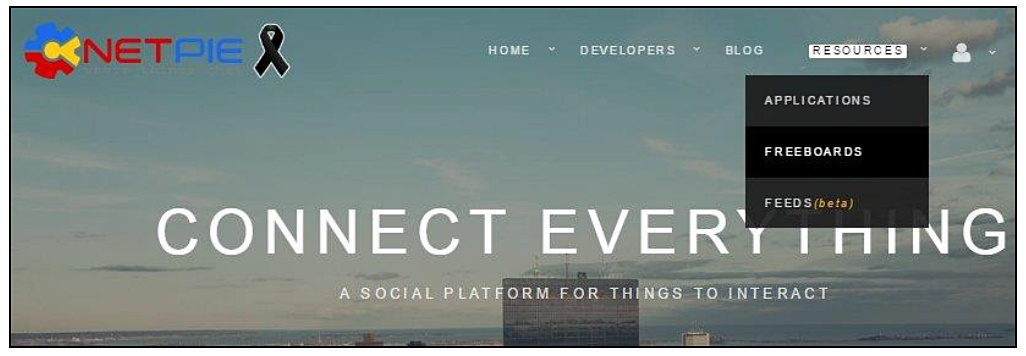 NETPIE
HOME DEVELOPERS BLOG RESOURCES
APPLICATIONS
FREEBOARDS
FEEDS(beta)
CONNECT EVERYTHING
A SOCIAL PLATFORM FOR THINGS TO INTERACT